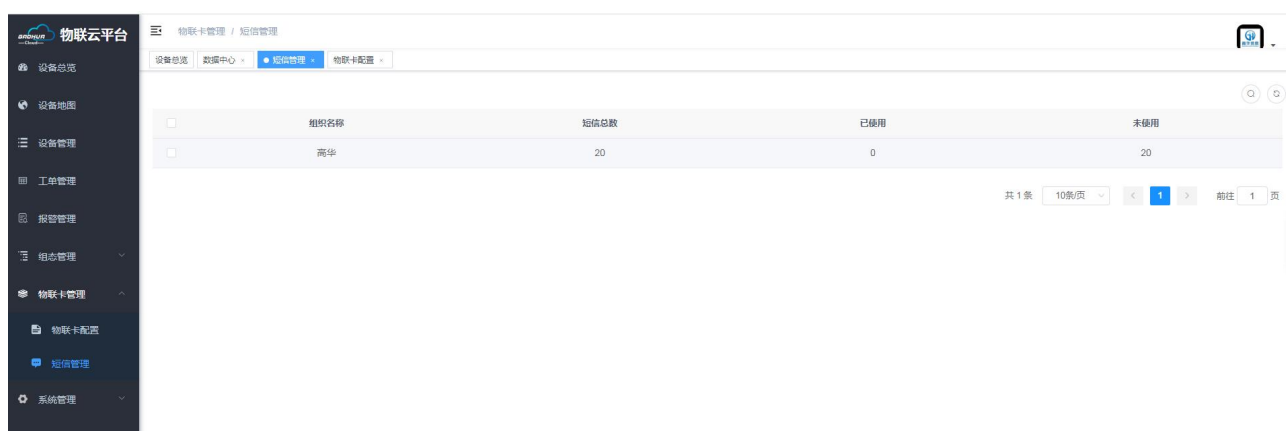 物联云平台
物联卡管理 / 短信管理
设备总览 数据中心 × 短信管理 × 物联卡配置 ×
设备总览
设备地图
设备管理
工单管理
报警管理
组态管理
物联卡管理
物联卡配置
短信管理
系统管理
组织名称 短信总数 已使用 未使用
高华 20 0 20
共 1 条 10条/页 < 1 > 前往 1 页